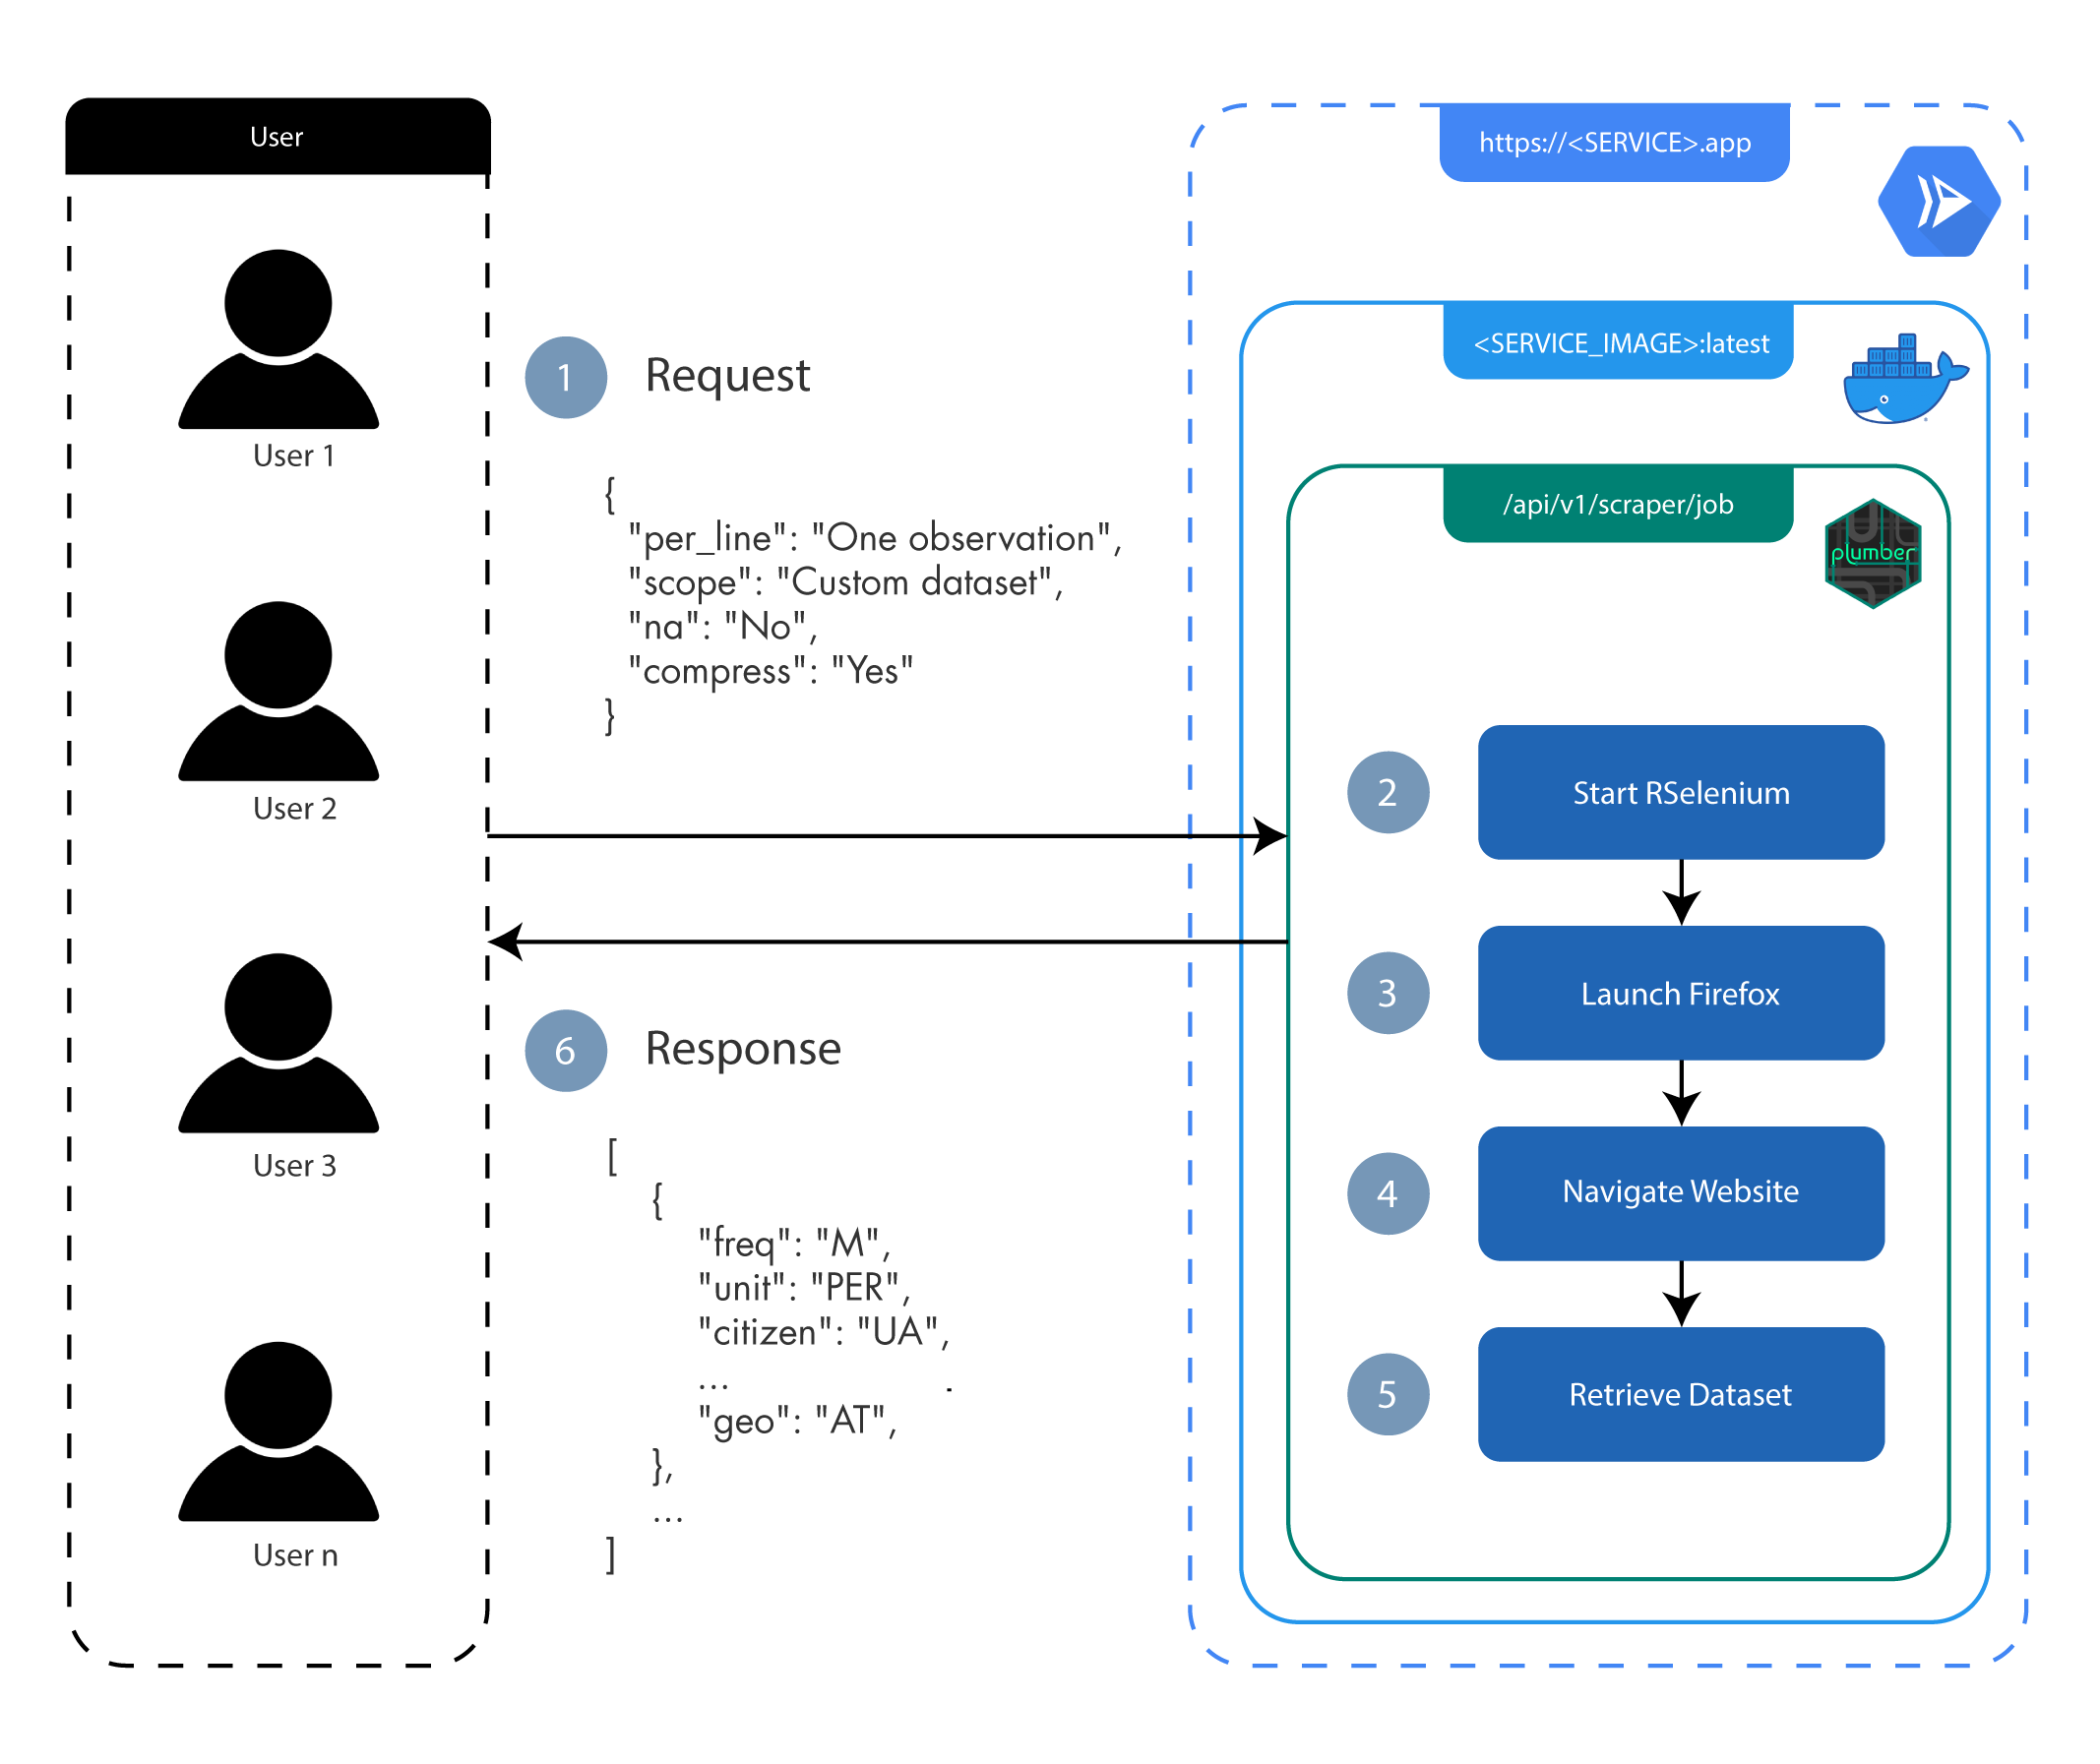 User
User 1
User 2
User 3
User n
1 Request
{
"per_line": "One observation",
"scope": "Custom dataset",
"na": "No",
"compress": "Yes"
}
6 Response
[
{
"freq": "M",
"unit": "PER",
"citizen": "UA",
...
"geo": "AT",
},
...
]
https://<SERVICE>.app
<SERVICE_IMAGE>:latest
/api/v1/scraper/job
plumber
2 Start RSelenium
3 Launch Firefox
4 Navigate Website
5 Retrieve Dataset